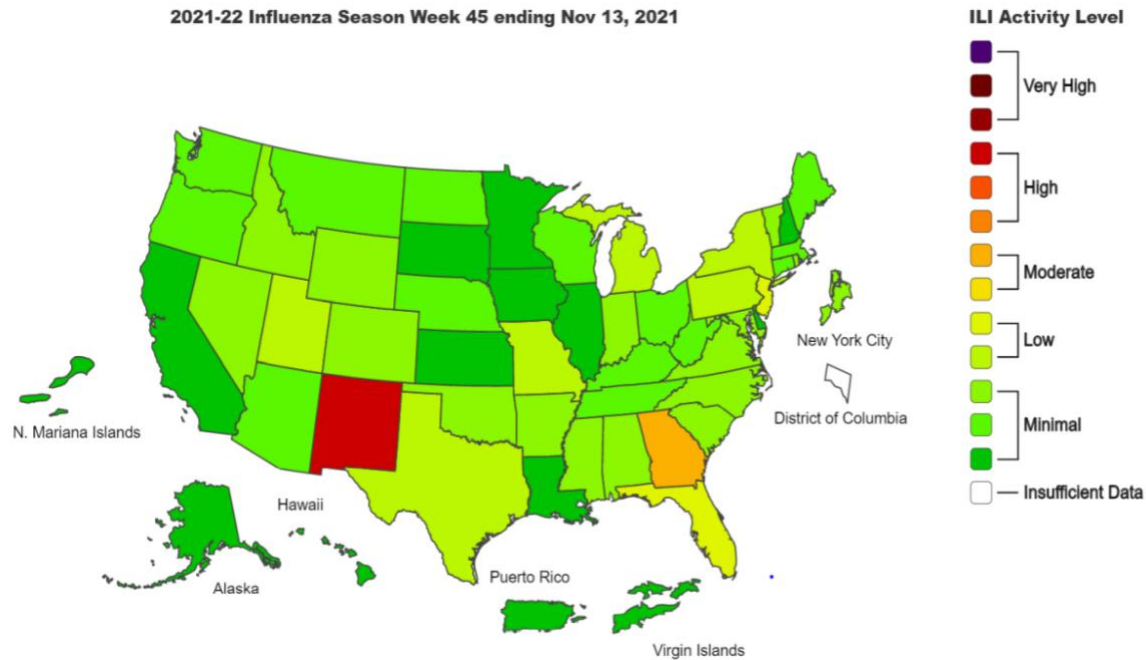 2021-22 Influenza Season Week 45 ending Nov 13, 2021
ILI Activity Level
Very High
High
Moderate
Low
Minimal
Insufficient Data
New York City
District of Columbia
N. Mariana Islands
Hawaii
Alaska
Puerto Rico
Virgin Islands